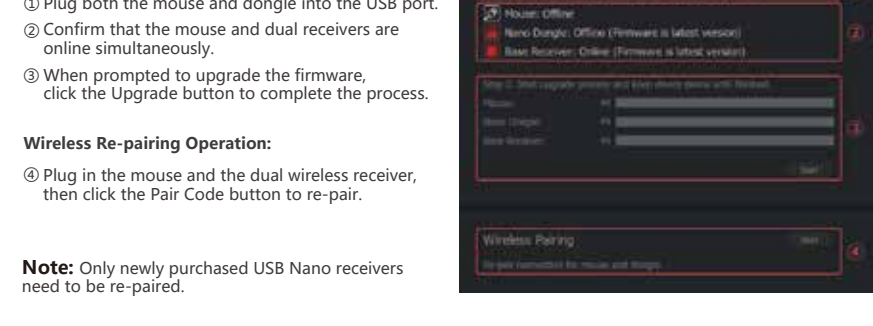 ① Plug both the mouse and dongle into the USB port.
② Confirm that the mouse and dual receivers are
online simultaneously.
③ When prompted to upgrade the firmware,
click the Upgrade button to complete the process.
Wireless Re-pairing Operation:
④ Plug in the mouse and the dual wireless receiver,
then click the Pair Code button to re-pair.
Note: Only newly purchased USB Nano receivers
need to be re-paired.
Mouse: Offline
Nano Dongle: Offline (Firmware is latest version)
Base Receiver: Online (Firmware is latest version)
②
Mouse:
Nano Dongle:
Base Receiver:
③
Start
Wireless Pairing
④